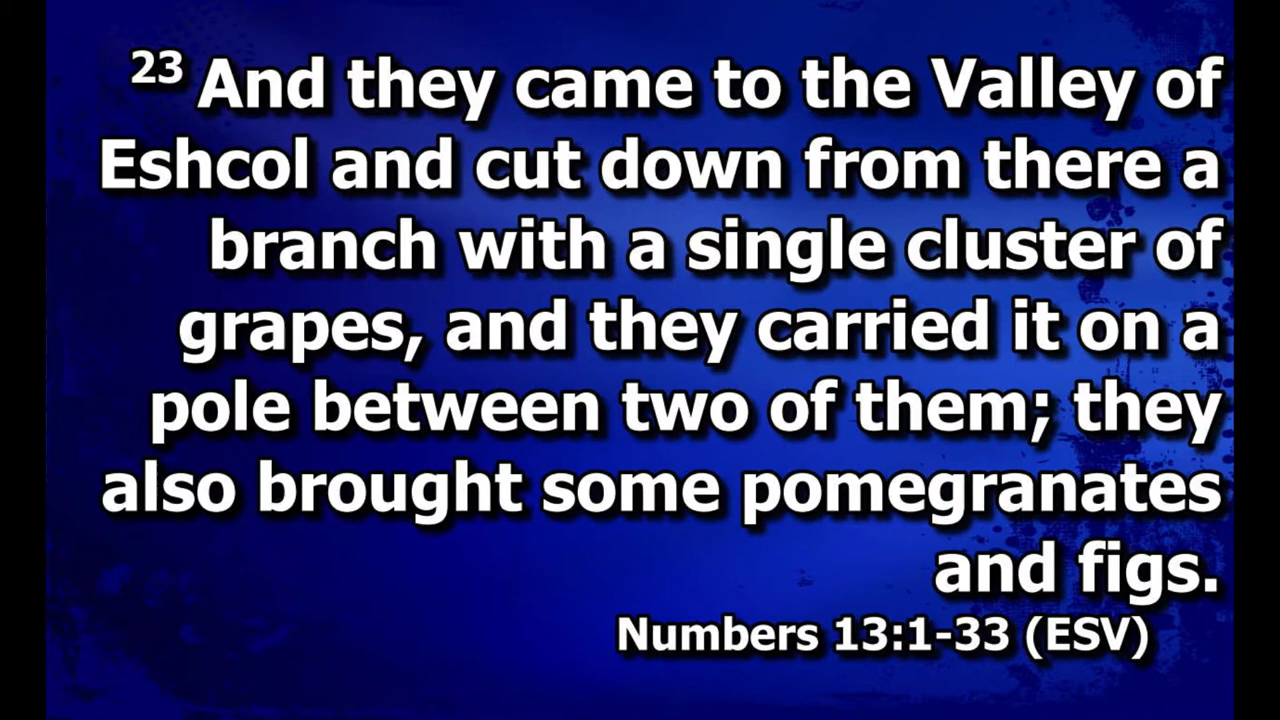 23 And they came to the Valley of
Eshcol and cut down from there a
branch with a single cluster of
grapes, and they carried it on a
pole between two of them; they
also brought some pomegranates
and figs.
Numbers 13:1-33 (ESV)